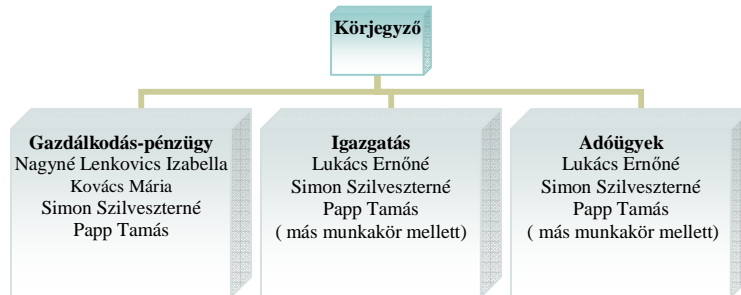 Körjegyző
Gazdálkodás-pénzügy
Nagyné Lenkovics Izabella
Kovács Mária
Simon Szilveszterné
Papp Tamás
Igazgatás
Lukács Ernőné
Simon Szilveszterné
Papp Tamás
( más munkakör mellett)
Adóügyek
Lukács Ernőné
Simon Szilveszterné
Papp Tamás
( más munkakör mellett)